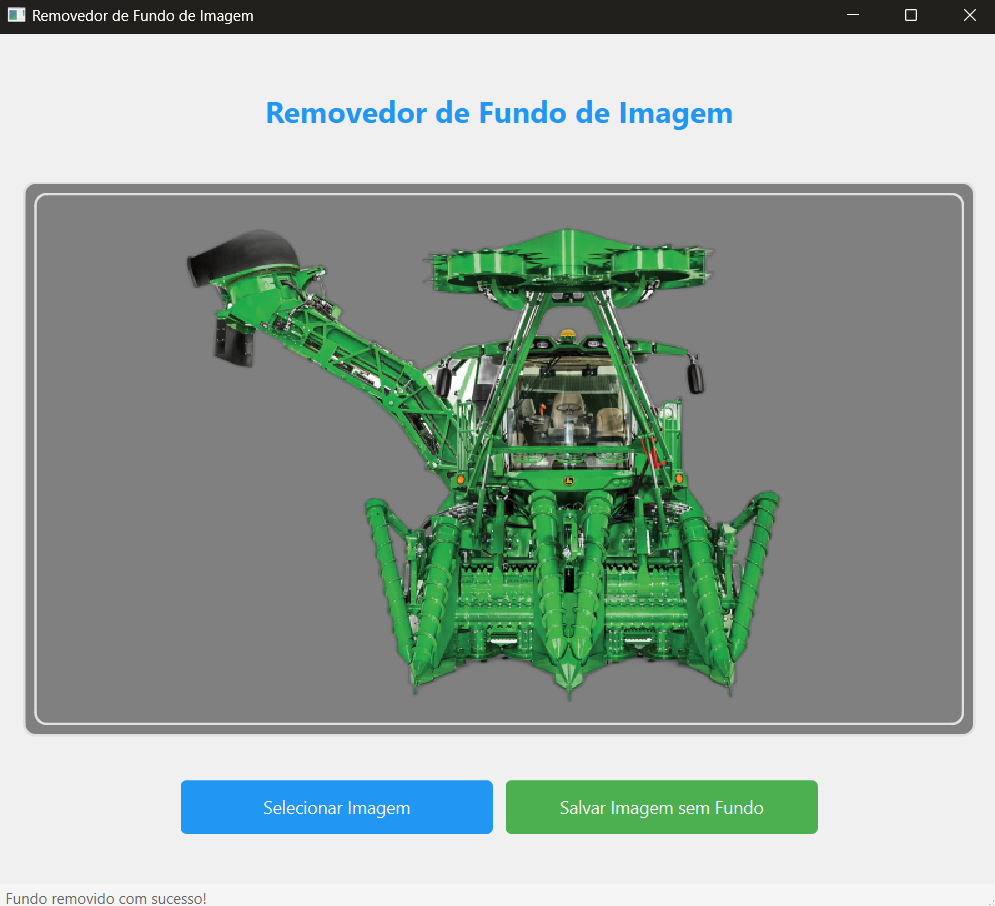 Removedor de Fundo de Imagem
Removedor de Fundo de Imagem
Selecionar Imagem
Salvar Imagem sem Fundo
Fundo removido com sucesso!